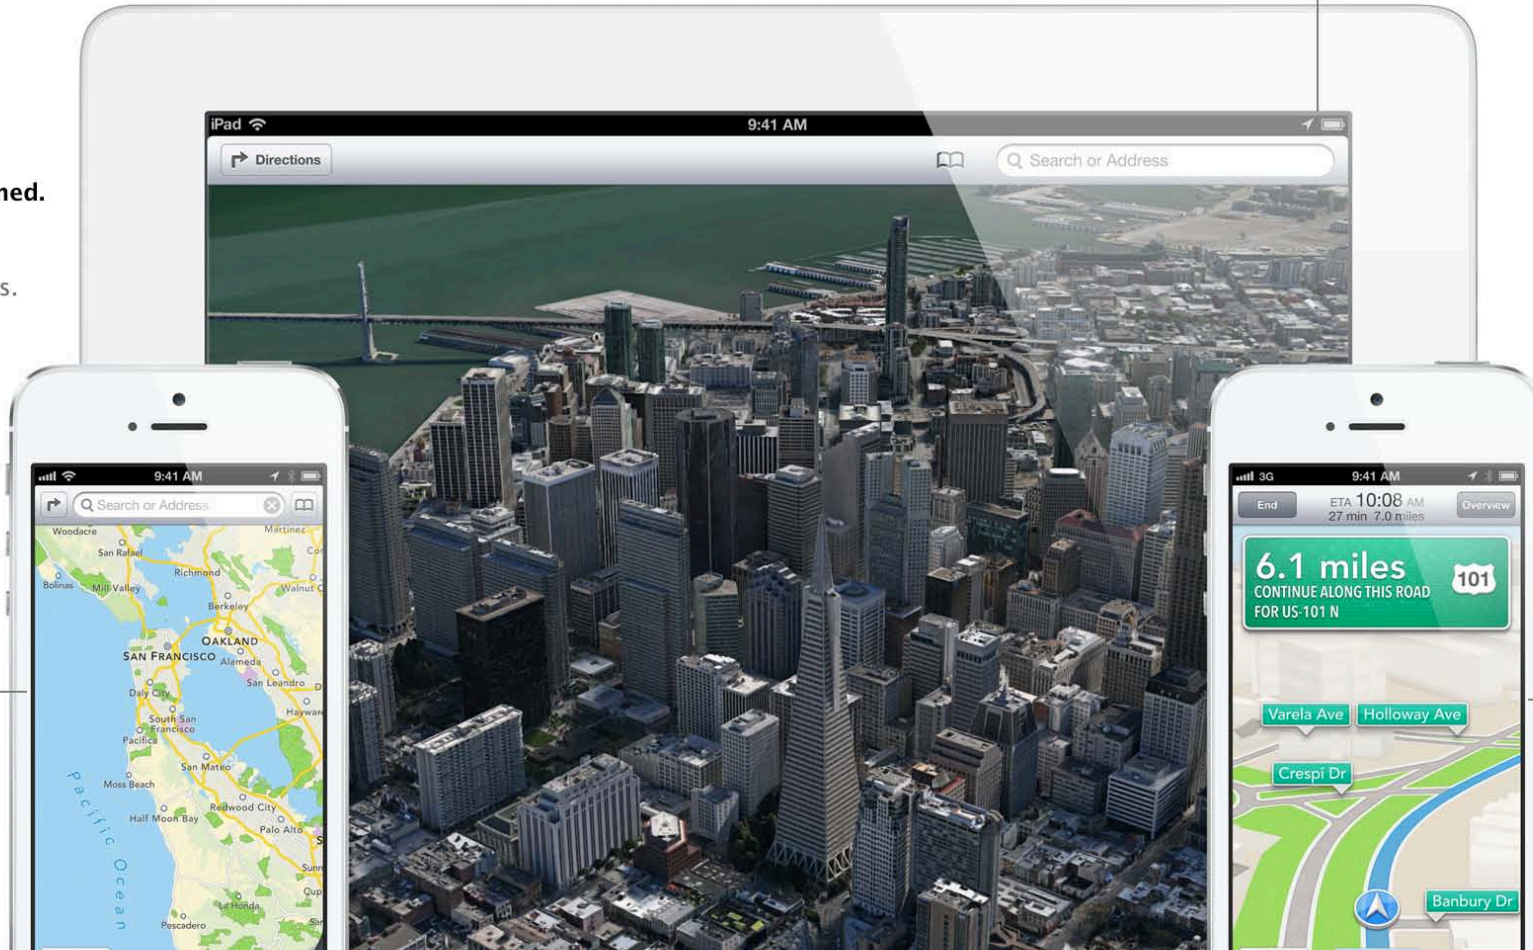 ned.
s.
iPad
9:41 AM
Directions
Search or Address
9:41 AM
Search or Address
Woodacre
Martinez
San Rafael
Richmond
Bolinas
Mill Valley
Walnut C
Berkeley
OAKLAND
SAN FRANCISCO
Alameda
San Leandro
Daly City
Hayward
South San
Francisco
Pacifica
San Mateo
Moss Beach
Redwood City
Half Moon Bay
Palo Alto
Pacific Ocean
Sunn
Cup
La Honda
Sar
Pescadero
3G
9:41 AM
End
ETA 10:08 AM
27 min 7.0 miles
Overview
6.1 miles
101
CONTINUE ALONG THIS ROAD
FOR US-101 N
Varela Ave
Holloway Ave
Crespi Dr
Banbury Dr